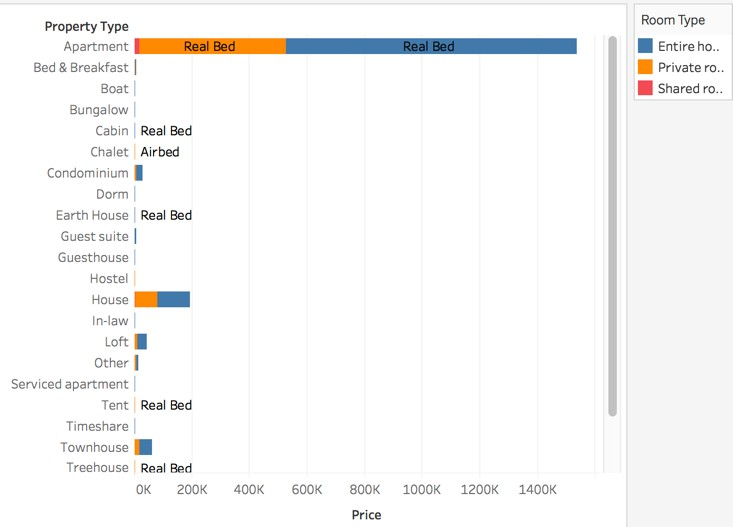 Property Type
Apartment
Real Bed
Real Bed
Bed & Breakfast
Boat
Bungalow
Cabin
Real Bed
Chalet
Airbed
Condominium
Dorm
Earth House
Real Bed
Guest suite
Guesthouse
Hostel
House
In-law
Loft
Other
Serviced apartment
Tent
Real Bed
Timeshare
Townhouse
Treehouse
Real Bed
0K 200K 400K 600K 800K 1000K 1200K 1400K
Price
Room Type
Entire ho..
Private ro..
Shared ro..